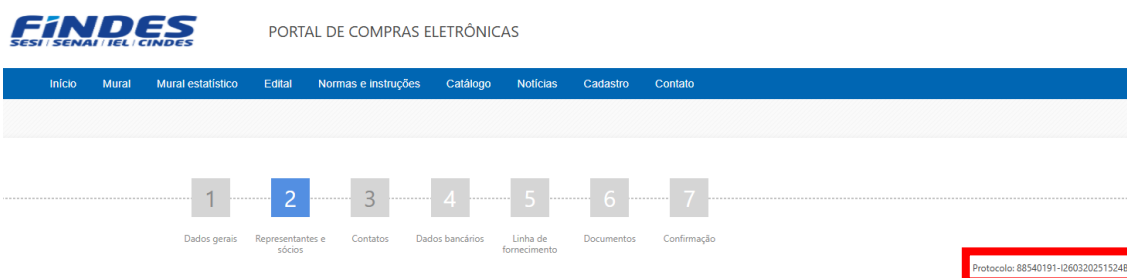 FINDES
SESI / SENAI / IEL / CINDES
PORTAL DE COMPRAS ELETRÔNICAS
Início Mural Mural estatístico Edital Normas e instruções Catálogo Notícias Cadastro Contato
1 2 3 4 5 6 7
Dados gerais Representantes e sócios Contatos Dados bancários Linha de fornecimento Documentos Confirmação
Protocolo: 88540191-I260320251524B